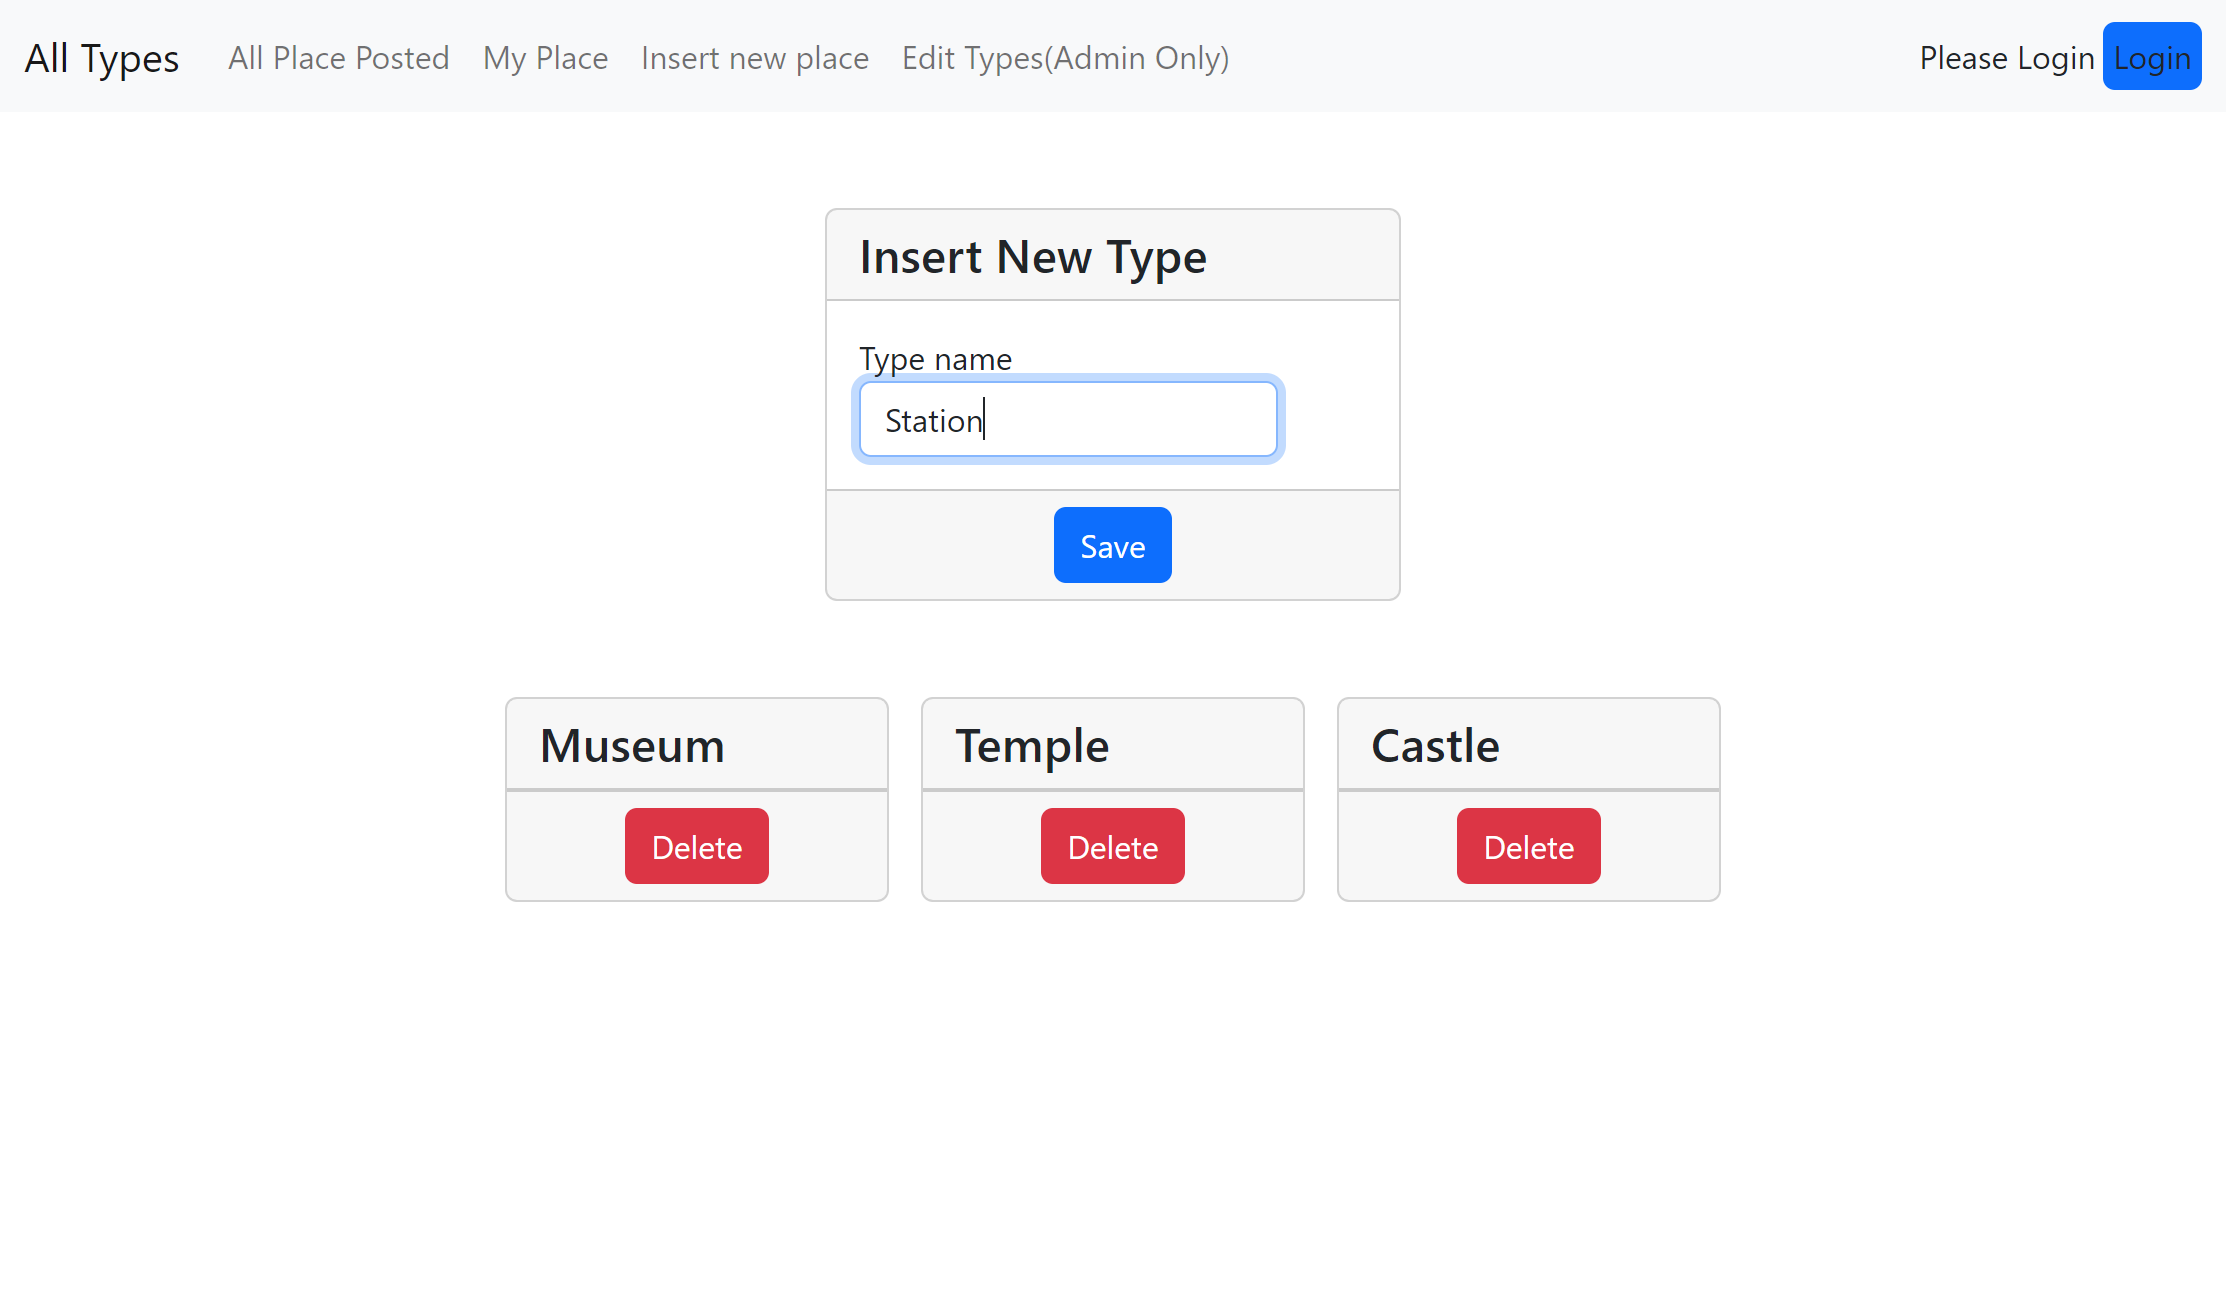 All Types All Place Posted My Place Insert new place Edit Types(Admin Only) Please Login Login
Insert New Type
Type name
Station
Save
Museum Temple Castle
Delete Delete Delete